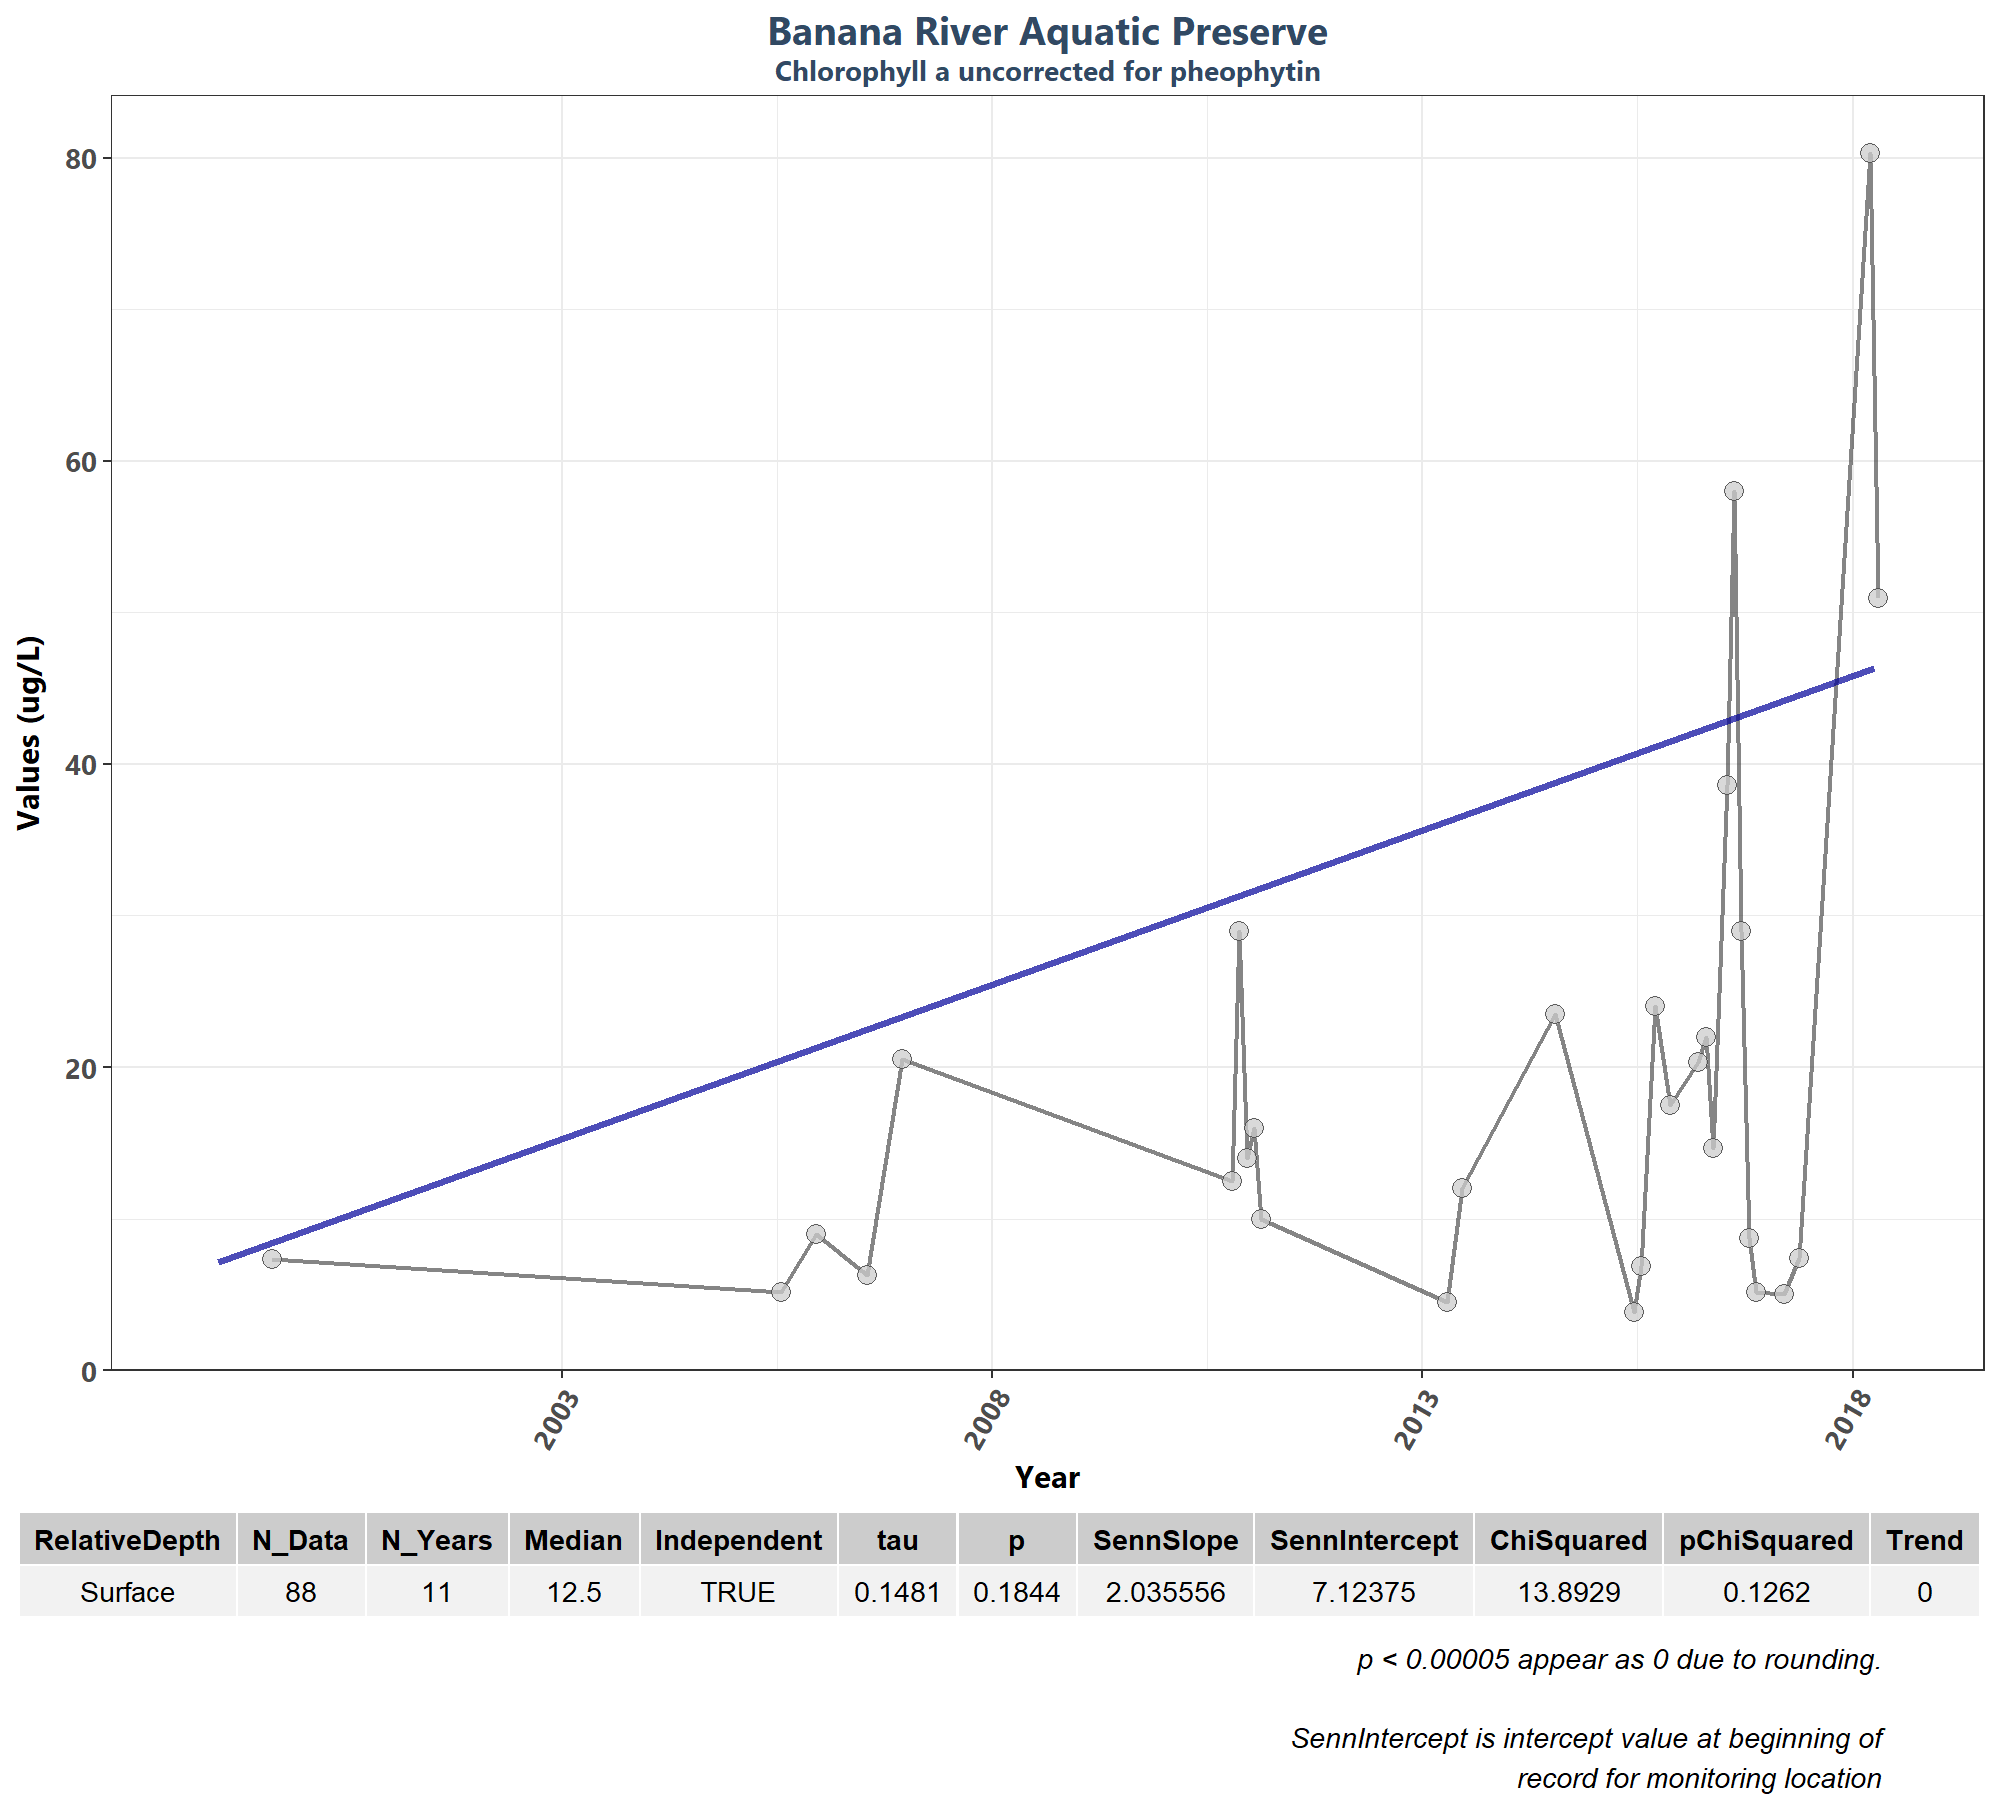 Banana River Aquatic Preserve
Chlorophyll a uncorrected for pheophytin
Values (ug/L)
80
60
40
20
0
2003 2008 2013 2018
Year
RelativeDepth N_Data N_Years Median Independent tau p SennSlope SennIntercept ChiSquared pChiSquared Trend
Surface 88 11 12.5 TRUE 0.1481 0.1844 2.035556 7.12375 13.8929 0.1262 0
p < 0.00005 appear as 0 due to rounding.
SennIntercept is intercept value at beginning of
record for monitoring location